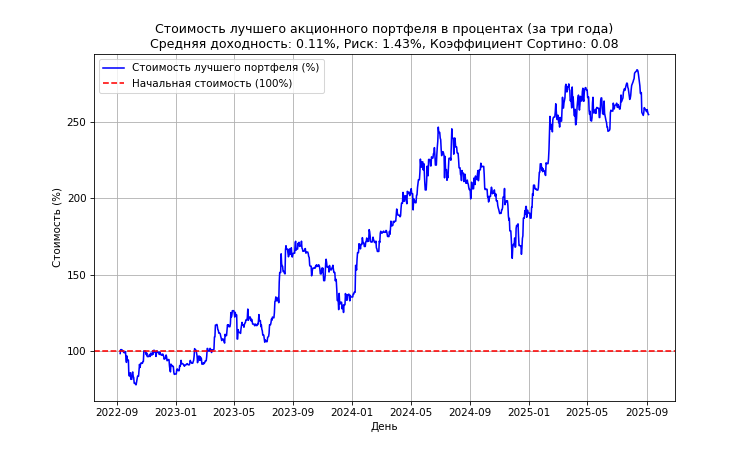 Стоимость лучшего акционного портфеля в процентах (за три года)
Средняя доходность: 0.11%, Риск: 1.43%, Коэффициент Сортино: 0.08
Стоимость лучшего портфеля (%)
Начальная стоимость (100%)
Стоимость (%)
250
200
150
100
2022-09 2023-01 2023-05 2023-09 2024-01 2024-05 2024-09 2025-01 2025-05 2025-09
День